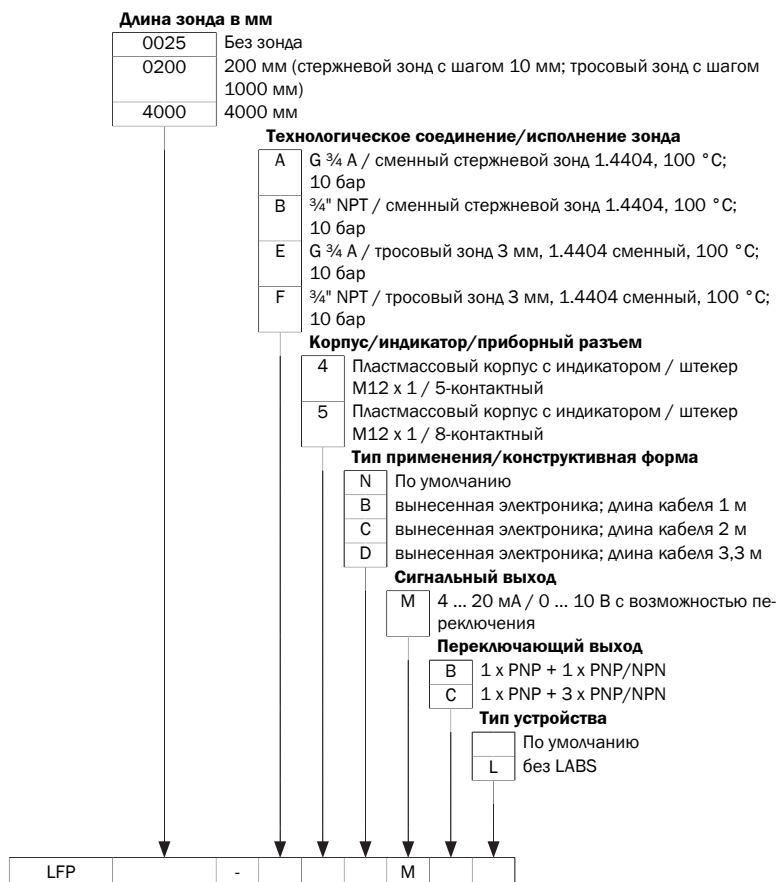 Длина зонда в мм
0025 Без зонда
0200 200 мм (стержневой зонд с шагом 10 мм; тросовый зонд с шагом
1000 мм)
4000 4000 мм
Технологическое соединение/исполнение зонда
A G ¾ A / сменный стержневой зонд 1.4404, 100 °C;
10 бар
B ¾" NPT / сменный стержневой зонд 1.4404, 100 °C;
10 бар
E G ¾ A / тросовый зонд 3 мм, 1.4404 сменный, 100 °C;
10 бар
F ¾" NPT / тросовый зонд 3 мм, 1.4404 сменный, 100 °C;
10 бар
Корпус/индикатор/приборный разъем
4 Пластмассовый корпус с индикатором / штекер
M12 x 1 / 5-контактный
5 Пластмассовый корпус с индикатором / штекер
M12 x 1 / 8-контактный
Тип применения/конструктивная форма
N По умолчанию
B вынесенная электроника; длина кабеля 1 м
C вынесенная электроника; длина кабеля 2 м
D вынесенная электроника; длина кабеля 3,3 м
Сигнальный выход
M 4 ... 20 мА / 0 ... 10 В с возможностью пе-
реключения
Переключающий выход
B 1 x PNP + 1 x PNP/NPN
C 1 x PNP + 3 x PNP/NPN
Тип устройства
По умолчанию
L без LABS
LFP - M